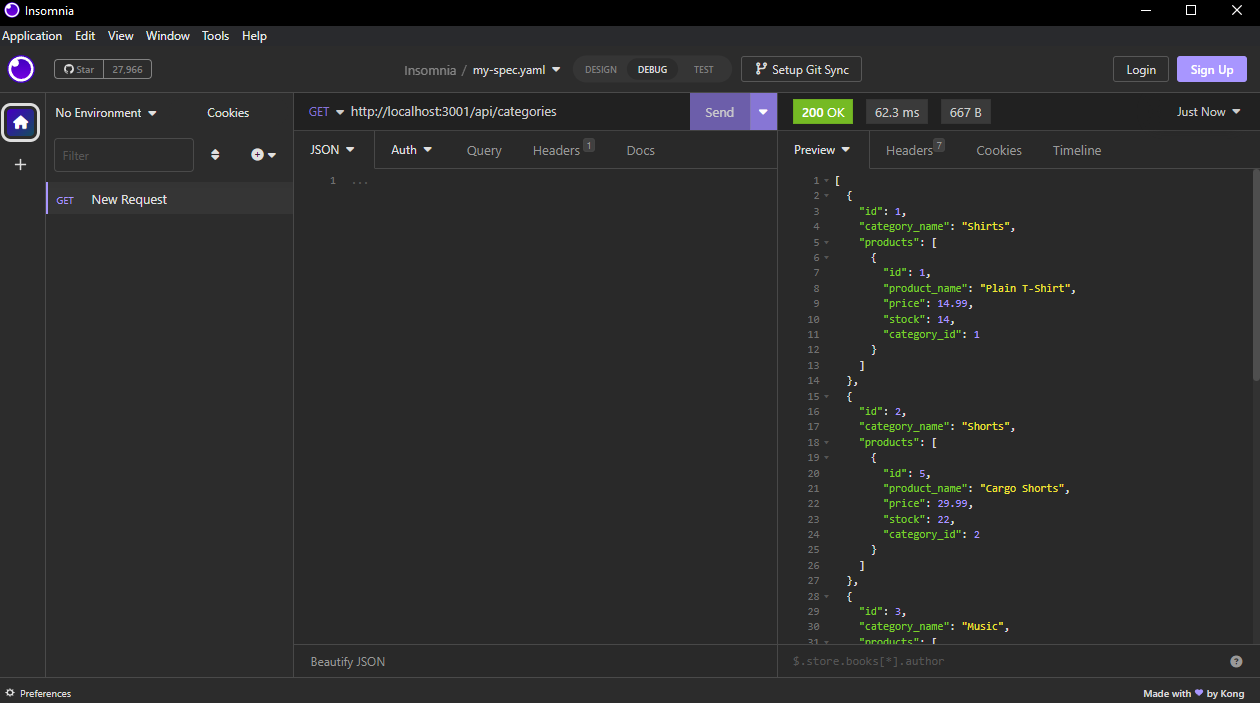 Insomnia
Application Edit View Window Tools Help
Star 27,966
Insomnia / my-spec.yaml
DESIGN DEBUG TEST
Setup Git Sync
Login Sign Up
No Environment Cookies
Filter
GET New Request
GET http://localhost:3001/api/categories Send
JSON Auth Query Headers 1 Docs
1 ...
Beautify JSON
200 OK 62.3 ms 667 B Just Now
Preview Headers 7 Cookies Timeline
1 [
2 {
3 "id": 1,
4 "category_name": "Shirts",
5 "products": [
6 {
7 "id": 1,
8 "product_name": "Plain T-Shirt",
9 "price": 14.99,
10 "stock": 14,
11 "category_id": 1
12 }
13 ]
14 },
15 {
16 "id": 2,
17 "category_name": "Shorts",
18 "products": [
19 {
20 "id": 5,
21 "product_name": "Cargo Shorts",
22 "price": 29.99,
23 "stock": 22,
24 "category_id": 2
25 }
26 ]
27 },
28 {
29 "id": 3,
30 "category_name": "Music",
31 "products": [
$.store.books[*].author ?
Preferences
Made with ♥ by Kong